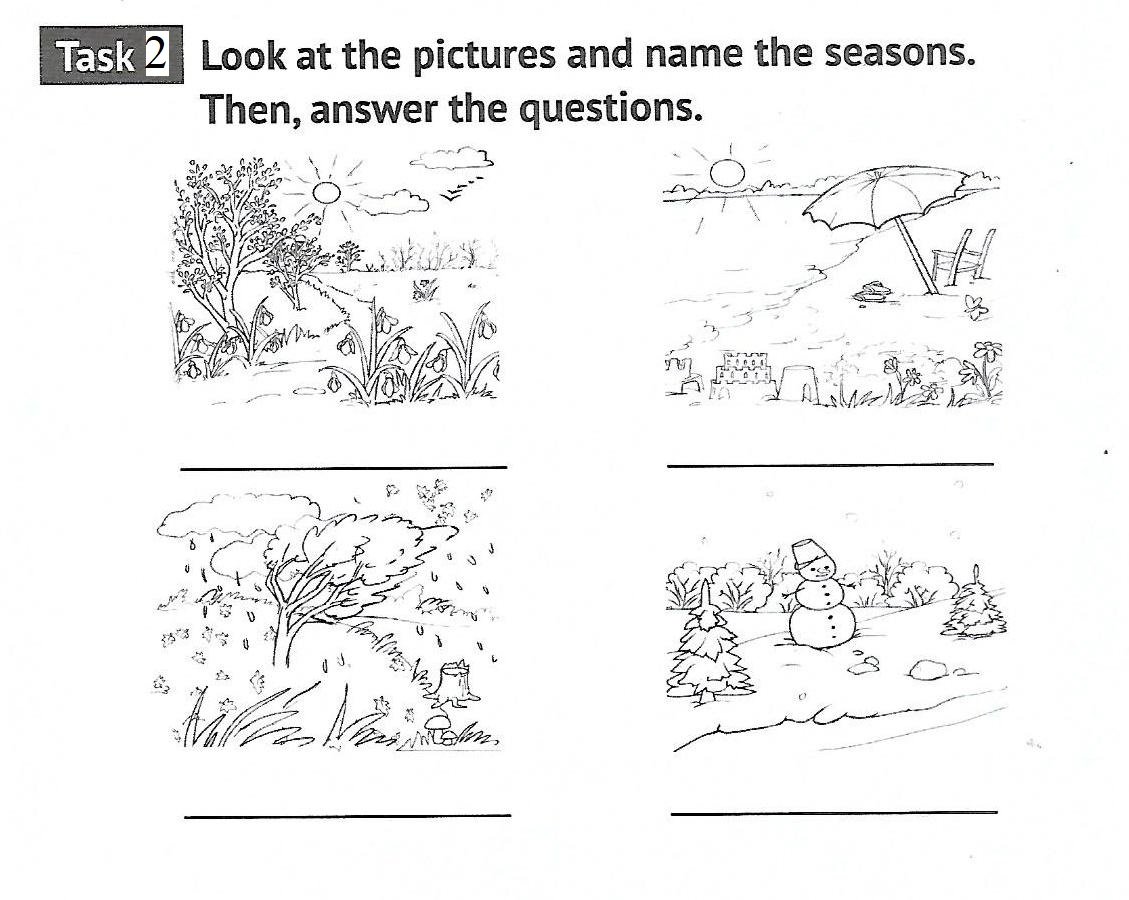 Task 2 Look at the pictures and name the seasons.
Then, answer the questions.